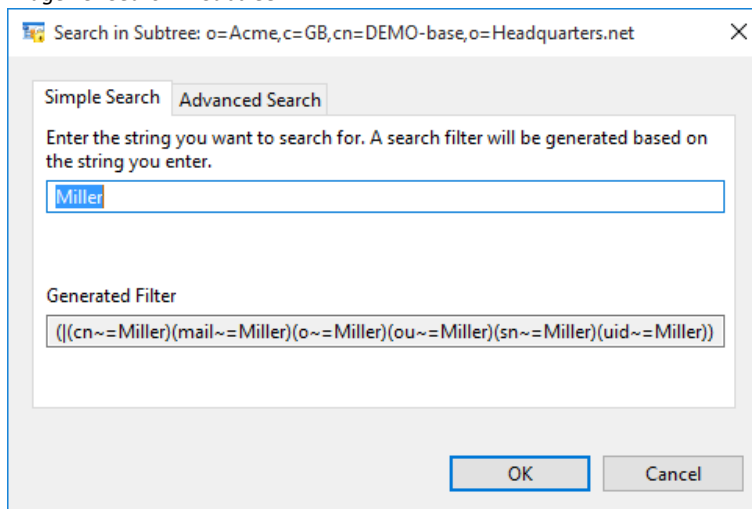 Search in Subtree: o=Acme,c=GB,cn=DEMO-base,o=Headquarters.net
Simple Search
Advanced Search
Enter the string you want to search for. A search filter will be generated based on
the string you enter.
Miller
Generated Filter
(|(cn~=Miller)(mail~=Miller)(o~=Miller)(ou~=Miller)(sn~=Miller)(uid~=Miller))
OK
Cancel